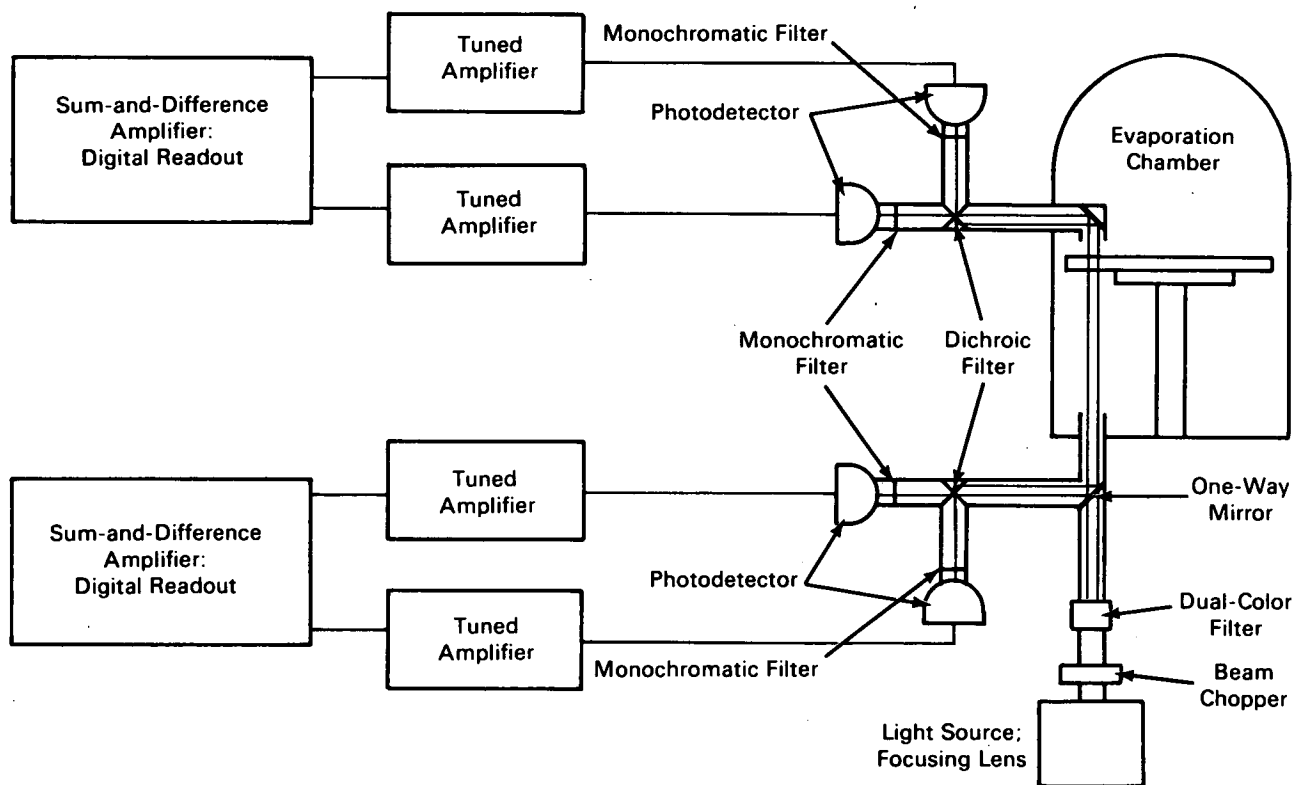 Monochromatic Filter
Tuned
Amplifier
Sum-and-Difference
Amplifier:
Digital Readout
Photodetector
Evaporation
Chamber
Tuned
Amplifier
Monochromatic
Filter
Dichroic
Filter
Tuned
Amplifier
One-Way
Mirror
Sum-and-Difference
Amplifier:
Digital Readout
Photodetector
Dual-Color
Filter
Tuned
Amplifier
Monochromatic Filter
Beam
Chopper
Light Source;
Focusing Lens